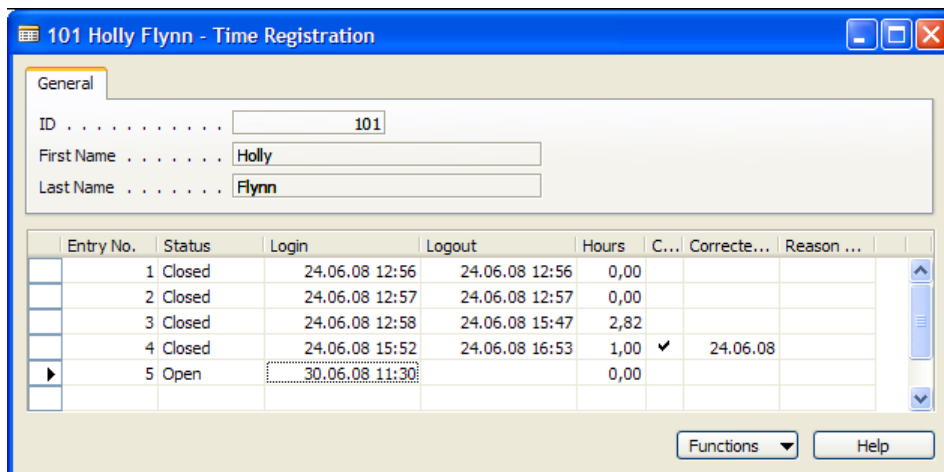 101 Holly Flynn - Time Registration
General
ID . . . . . . . . . . . 101
First Name . . . . . . . Holly
Last Name . . . . . . . Flynn
Entry No. Status Login Logout Hours C... Correcte... Reason ...
1 Closed 24.06.08 12:56 24.06.08 12:56 0,00
2 Closed 24.06.08 12:57 24.06.08 12:57 0,00
3 Closed 24.06.08 12:58 24.06.08 15:47 2,82
4 Closed 24.06.08 15:52 24.06.08 16:53 1,00 ✔ 24.06.08
5 Open 30.06.08 11:30 0,00
Functions Help